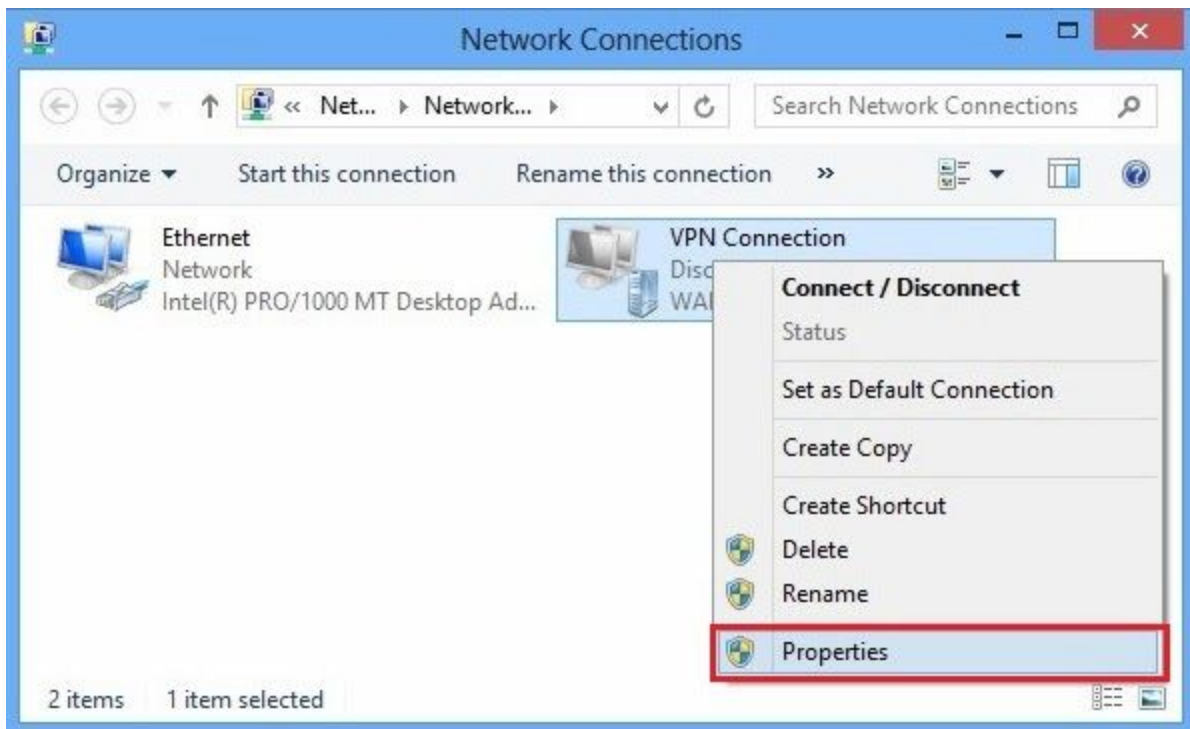 Network Connections
« Net... Network...
Search Network Connections
Organize
Start this connection
Rename this connection
»
Ethernet
Network
Intel(R) PRO/1000 MT Desktop Ad...
VPN Connection
Disc
WAI
Connect / Disconnect
Status
Set as Default Connection
Create Copy
Create Shortcut
Delete
Rename
Properties
2 items
1 item selected